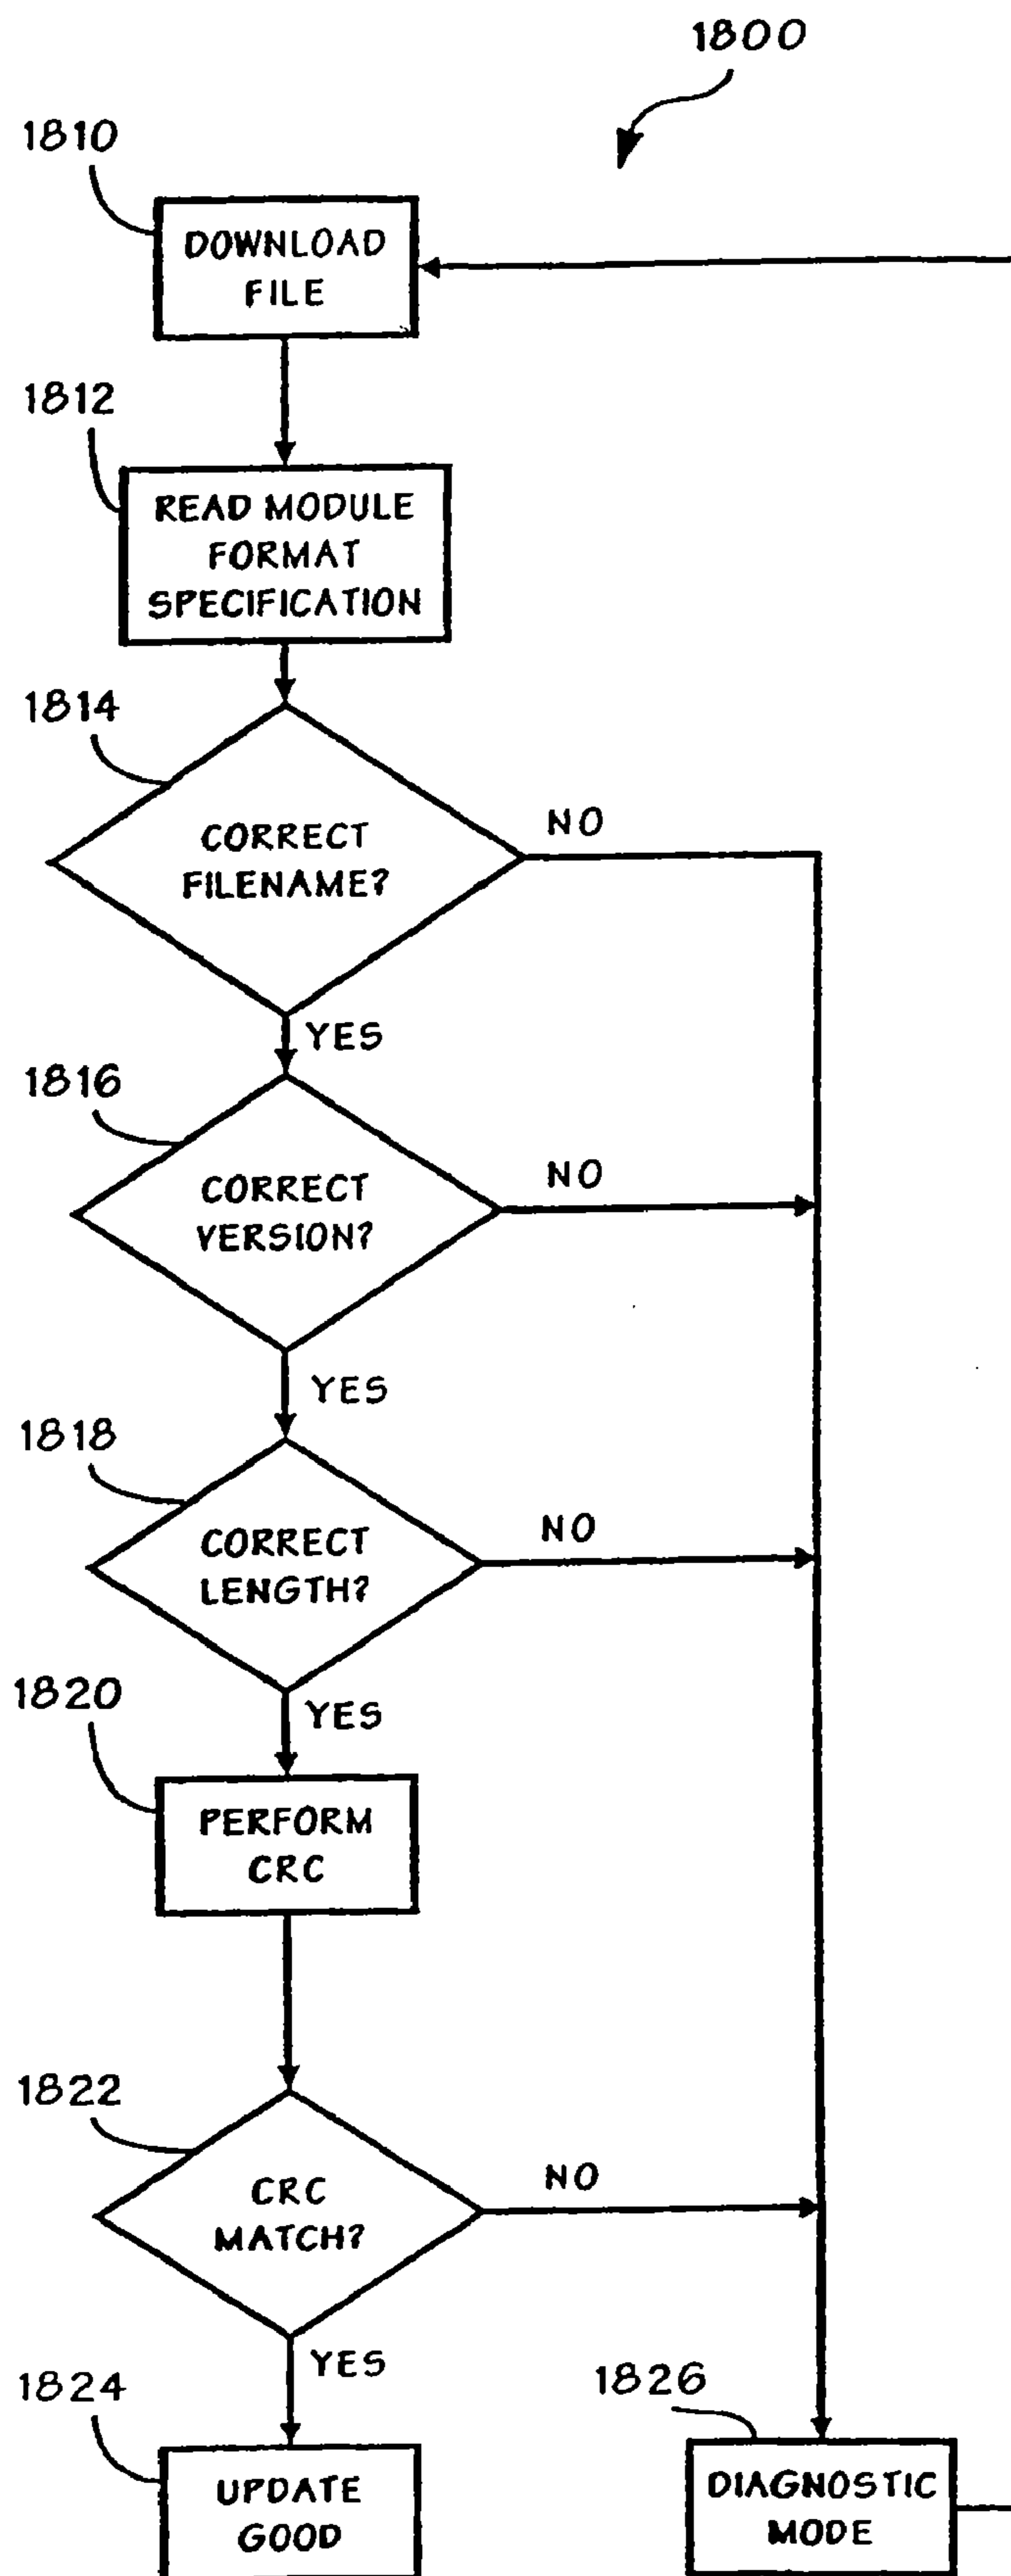 1800
1810
DOWNLOAD
FILE
1812
READ MODULE
FORMAT
SPECIFICATION
1814
CORRECT
FILENAME?
NO
YES
1816
CORRECT
VERSION?
NO
YES
1818
CORRECT
LENGTH?
NO
YES
1820
PERFORM
CRC
1822
CRC
MATCH?
NO
YES
1824
UPDATE
GOOD
1826
DIAGNOSTIC
MODE